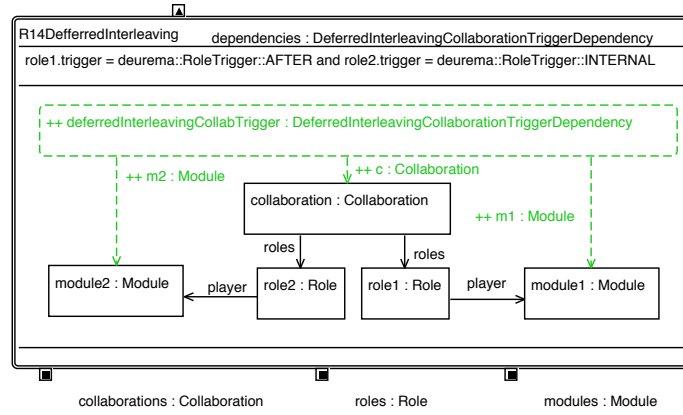 R14DefferredInterleaving
dependencies : DeferredInterleavingCollaborationTriggerDependency
role1.trigger = deurema::RoleTrigger::AFTER and role2.trigger = deurema::RoleTrigger::INTERNAL
++ deferredInterleavingCollabTrigger : DeferredInterleavingCollaborationTriggerDependency
++ m2 : Module
++ c : Collaboration
collaboration : Collaboration
++ m1 : Module
roles
roles
module2 : Module
player
role2 : Role
role1 : Role
player
module1 : Module
collaborations : Collaboration
roles : Role
modules : Module